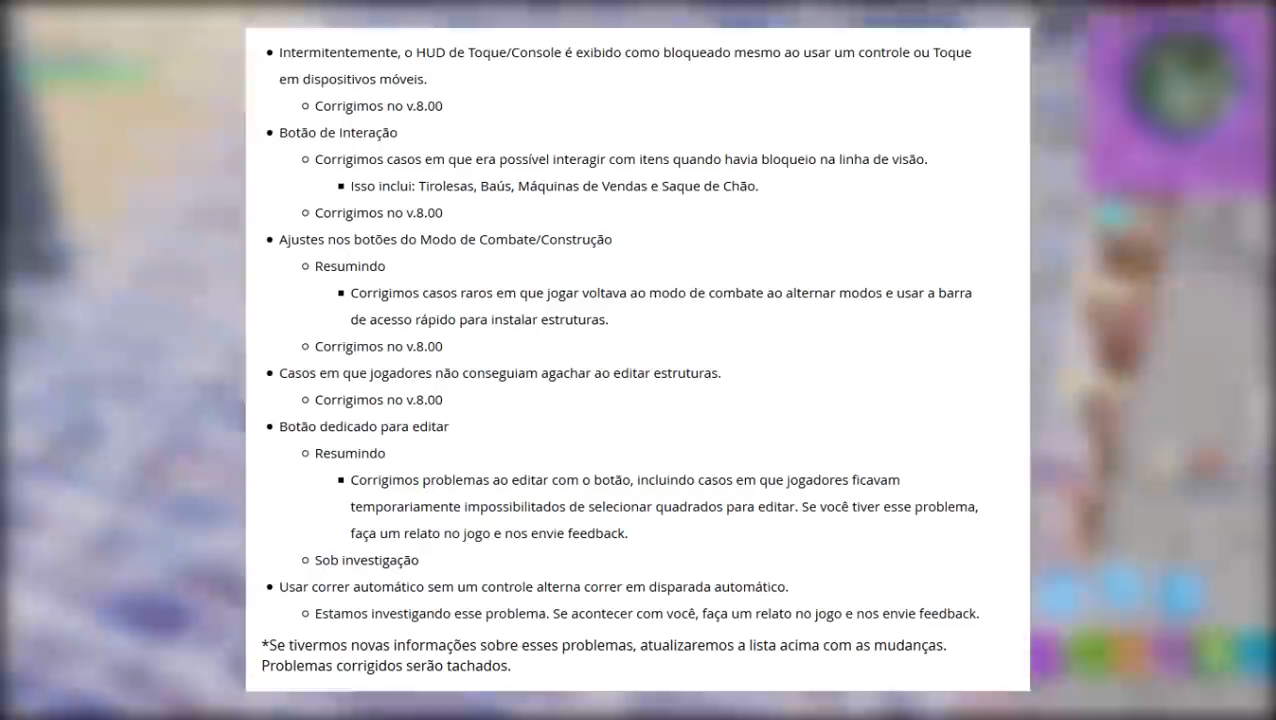 • Intermitentemente, o HUD de Toque/Console é exibido como bloqueado mesmo ao usar um controle ou Toque
em dispositivos móveis.
○ Corrigimos no v.8.00
• Botão de Interação
○ Corrigimos casos em que era possível interagir com itens quando havia bloqueio na linha de visão.
▪ Isso inclui: Tirolesas, Baús, Máquinas de Vendas e Saque de Chão.
○ Corrigimos no v.8.00
• Ajustes nos botões do Modo de Combate/Construção
○ Resumindo
▪ Corrigimos casos raros em que jogar voltava ao modo de combate ao alternar modos e usar a barra
de acesso rápido para instalar estruturas.
○ Corrigimos no v.8.00
• Casos em que jogadores não conseguiam agachar ao editar estruturas.
○ Corrigimos no v.8.00
• Botão dedicado para editar
○ Resumindo
▪ Corrigimos problemas ao editar com o botão, incluindo casos em que jogadores ficavam
temporariamente impossibilitados de selecionar quadrados para editar. Se você tiver esse problema,
faça um relato no jogo e nos envie feedback.
○ Sob investigação
• Usar correr automático sem um controle alterna correr em disparada automático.
○ Estamos investigando esse problema. Se acontecer com você, faça um relato no jogo e nos envie feedback.
*Se tivermos novas informações sobre esses problemas, atualizaremos a lista acima com as mudanças.
Problemas corrigidos serão tachados.